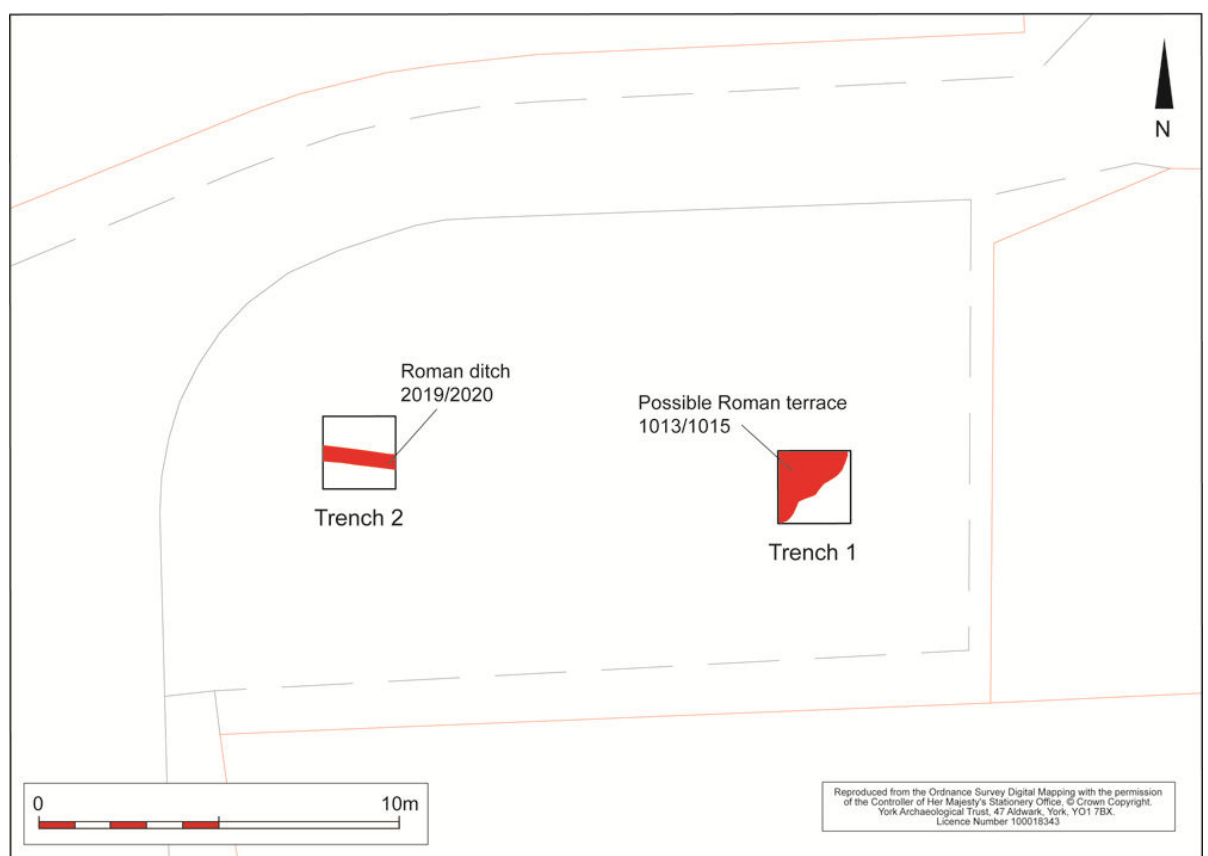 N
Roman ditch
2019/2020
Possible Roman terrace
1013/1015
Trench 2
Trench 1
0 10m
Reproduced from the Ordnance Survey Digital Mapping with the permission
of the Controller of Her Majesty's Stationery Office, © Crown Copyright.
York Archaeological Trust, 47 Aldwark, York, YO1 7BX.
Licence Number 100018343